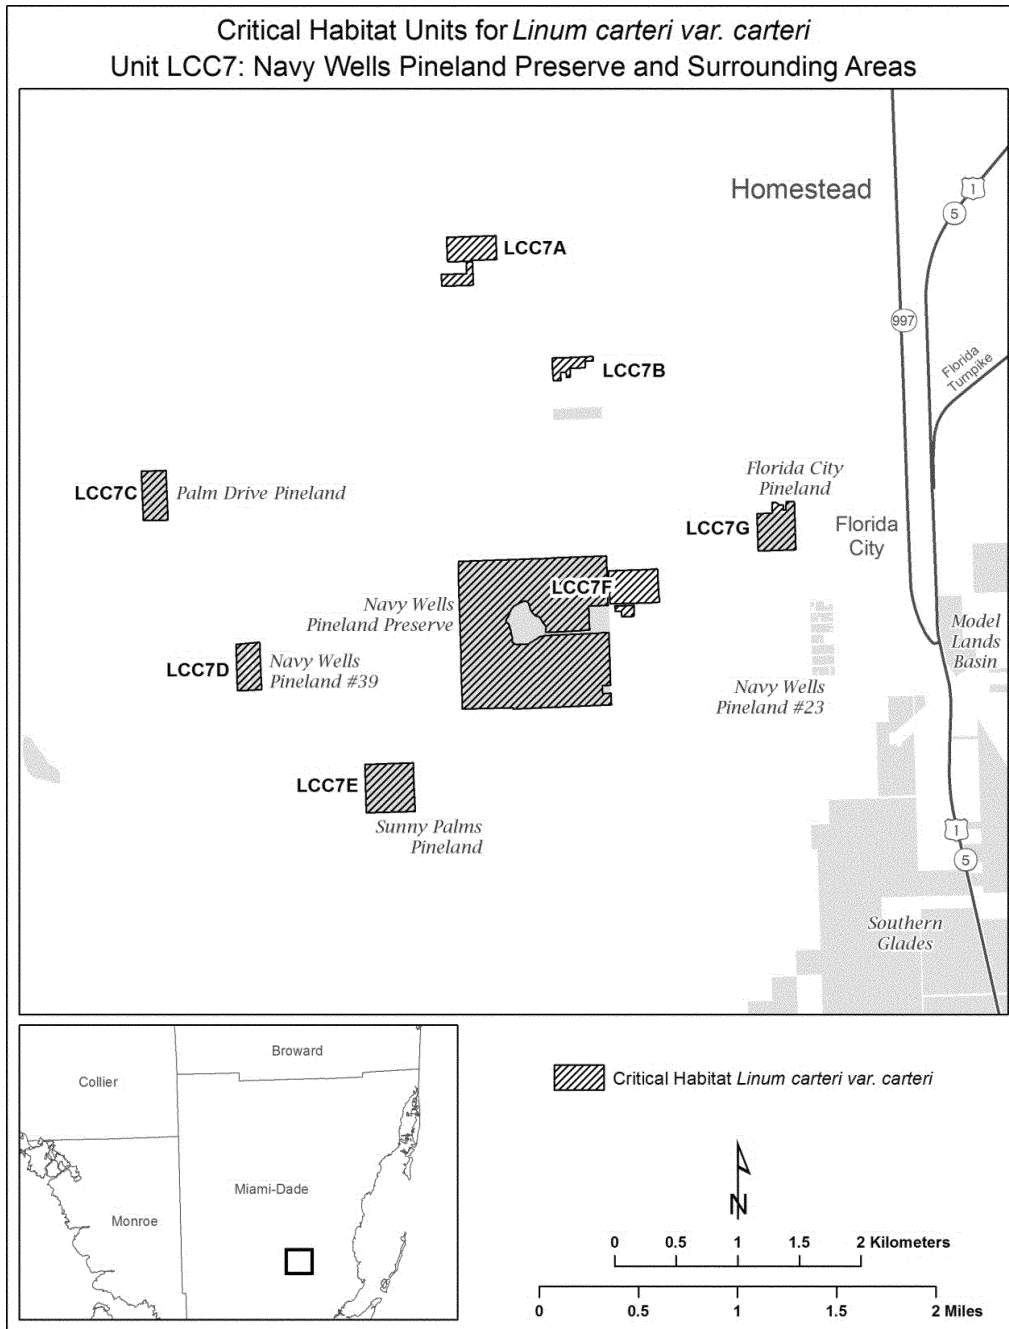 Critical Habitat Units for Linum carteri var. carteri
Unit LCC7: Navy Wells Pineland Preserve and Surrounding Areas
Homestead
1
5
LCC7A
997
Florida
Turnpike
LCC7B
Florida City
Pineland
LCC7C
Palm Drive Pineland
LCC7G
Florida
City
LCC7F
Navy Wells
Pineland Preserve
Model
Lands
Basin
LCC7D
Navy Wells
Pineland #39
Navy Wells
Pineland #23
LCC7E
Sunny Palms
Pineland
1
5
Southern
Glades
Broward
Collier
Miami-Dade
Monroe
Critical Habitat Linum carteri var. carteri
N
0 0.5 1 1.5 2 Kilometers
0 0.5 1 2 Miles